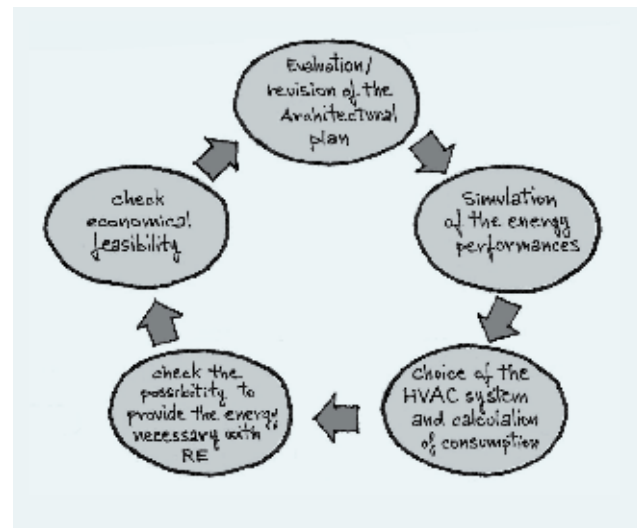 Evaluation/
revision of the
Architectural
plan
Simulation
of the energy
performances
choice of the
HVAC system
and calculation
of consumption
check the
possibility to
provide the energy
necessary with
RE
check
economical
feasibility